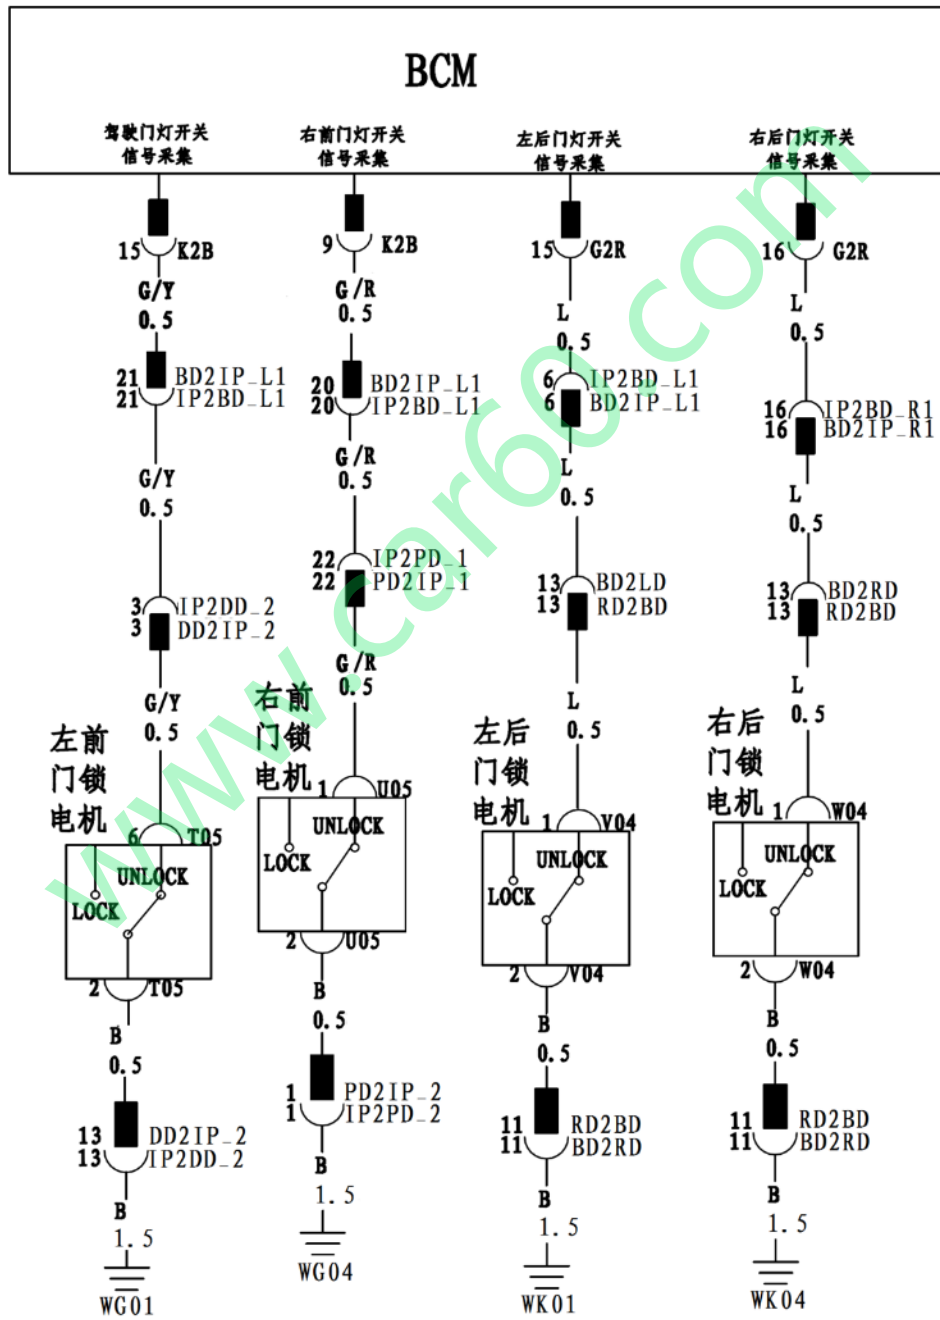 BCM
驾驶门灯开关
信号采集
右前门灯开关
信号采集
左后门灯开关
信号采集
右后门灯开关
信号采集
15 K2B
G/Y
0.5
21 BD2IP_L1
21 IP2BD_L1
G/Y
0.5
3 IP2DD_2
3 DD2IP_2
G/Y
0.5
左前
门锁
电机
6 T05
UNLOCK
LOCK
2 T05
B
0.5
13 DD2IP_2
13 IP2DD_2
B
1.5
WG01
9 K2B
G/R
0.5
20 BD2IP_L1
20 IP2BD_L1
G/R
0.5
22 IP2PD_1
22 PD2IP_1
G/R
0.5
右前
门锁
电机
1 U05
UNLOCK
LOCK
2 U05
B
0.5
1 PD2IP_2
1 IP2PD_2
B
1.5
WG04
15 G2R
L
0.5
6 IP2BD_L1
6 BD2IP_L1
L
0.5
13 BD2LD
13 RD2BD
L
0.5
左后
门锁
电机
1 V04
UNLOCK
LOCK
2 V04
B
0.5
11 RD2BD
11 BD2RD
B
1.5
WK01
16 G2R
L
0.5
16 IP2BD_R1
16 BD2IP_R1
L
0.5
13 BD2RD
13 RD2BD
L
0.5
右后
门锁
电机
1 W04
UNLOCK
LOCK
2 W04
B
0.5
11 RD2BD
11 BD2RD
B
1.5
WK04
www.car60.com